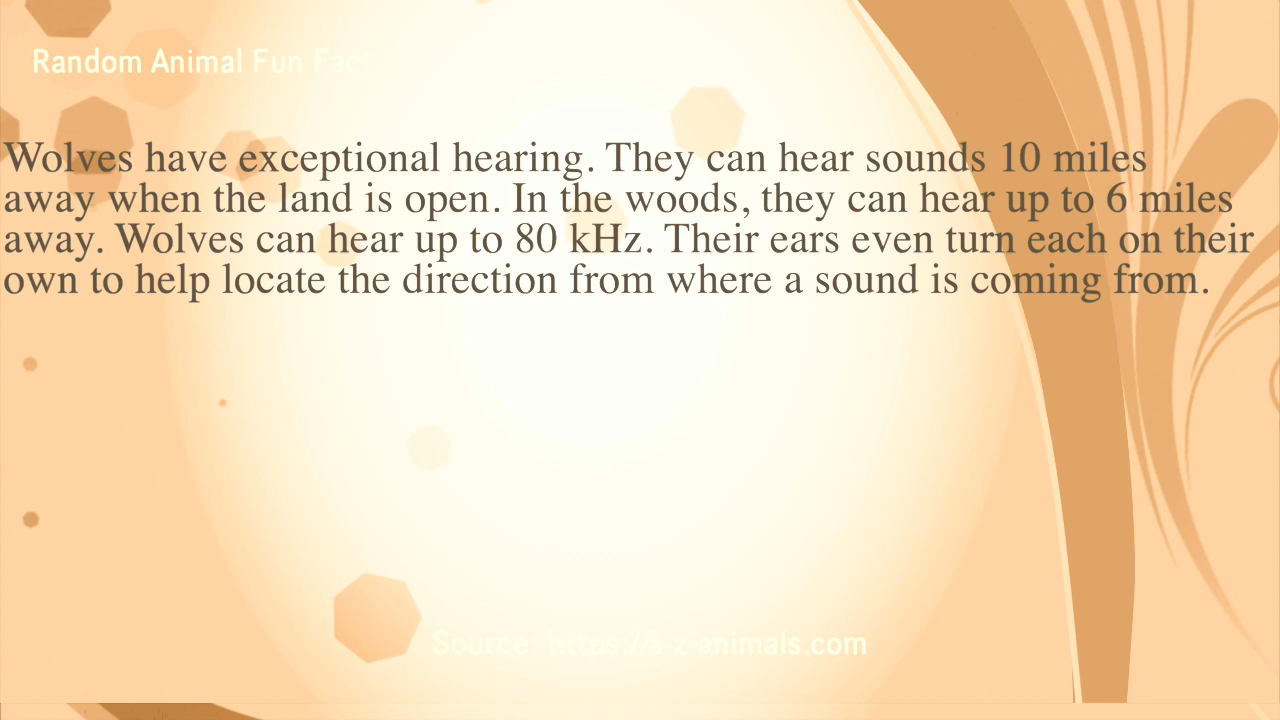 Random Animal Fun Fact
Wolves have exceptional hearing. They can hear sounds 10 miles
away when the land is open. In the woods, they can hear up to 6 miles
away. Wolves can hear up to 80 kHz. Their ears even turn each on their
own to help locate the direction from where a sound is coming from.
Source: https://a-z-animals.com